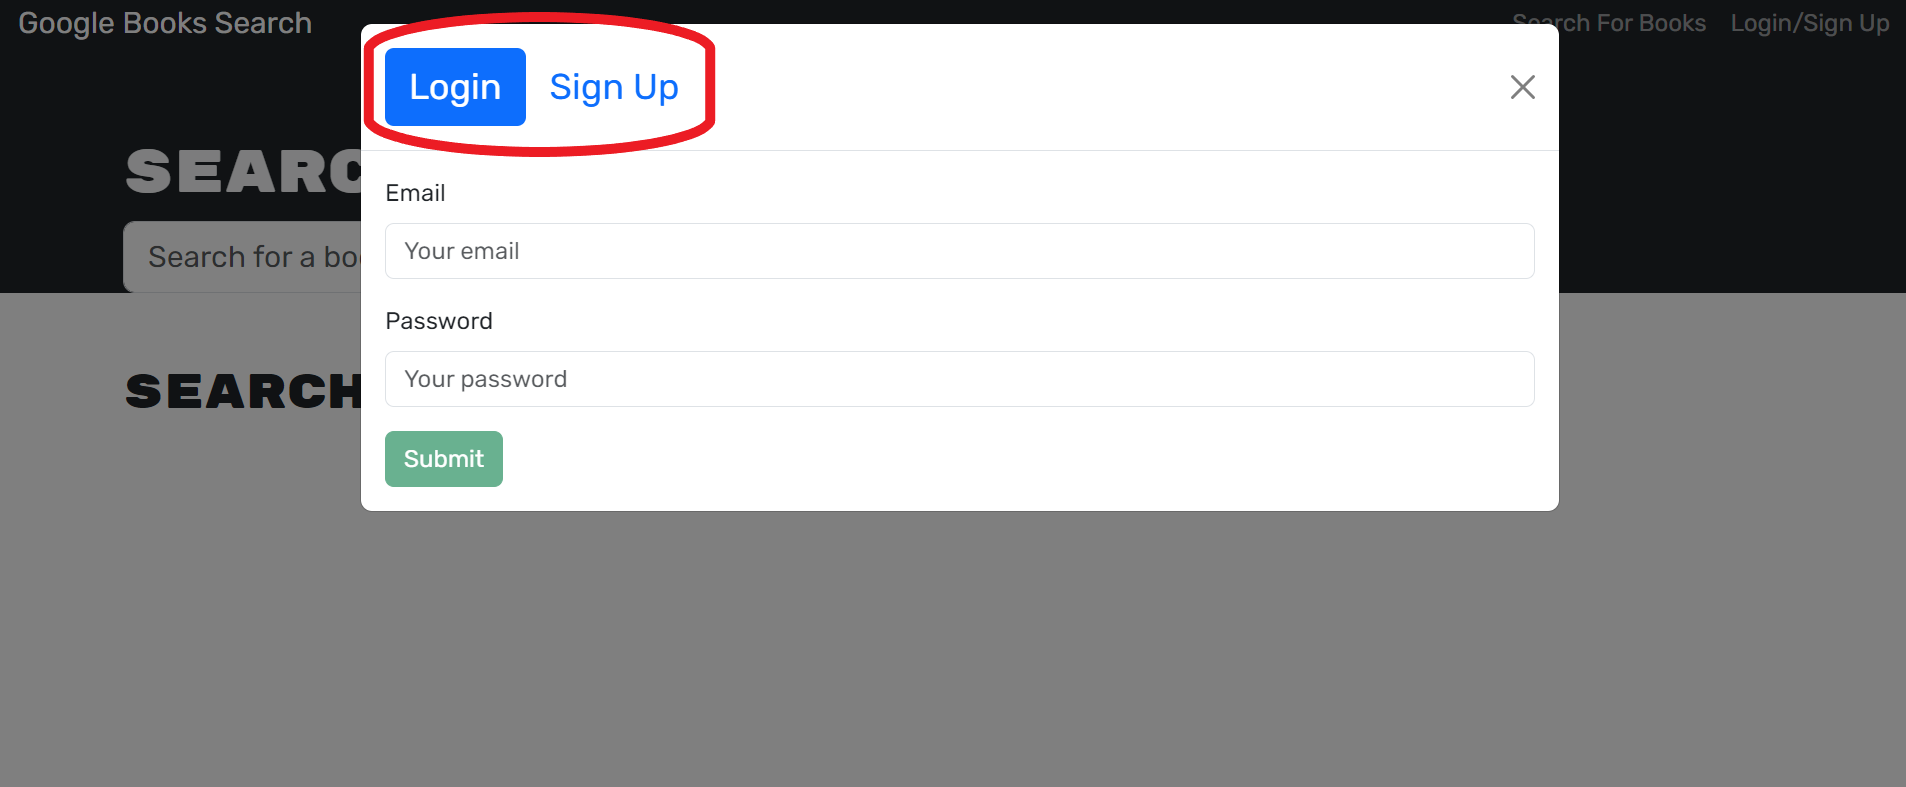 Google Books Search
Search For Books Login/Sign Up
Login Sign Up
SEARC
Email
Your email
Search for a bo
Password
Your password
SEARCH
Submit